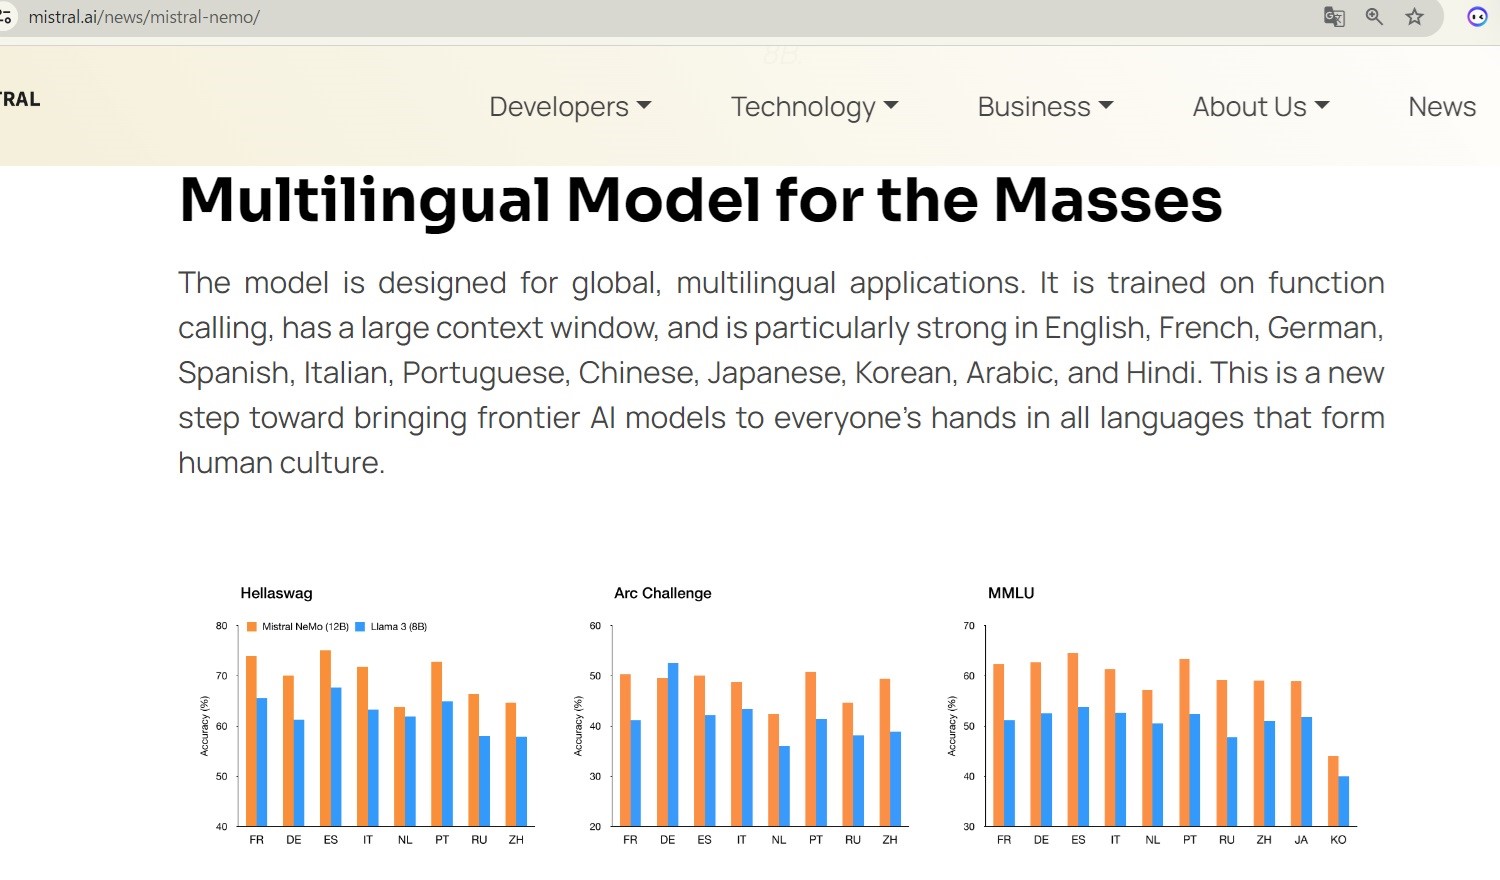 mistral.ai/news/mistral-nemo/
TRAL
Developers
Technology
Business
About Us
News
Multilingual Model for the Masses
The model is designed for global, multilingual applications. It is trained on function
calling, has a large context window, and is particularly strong in English, French, German,
Spanish, Italian, Portuguese, Chinese, Japanese, Korean, Arabic, and Hindi. This is a new
step toward bringing frontier AI models to everyone’s hands in all languages that form
human culture.
Hellaswag
Mistral NeMo (12B) Llama 3 (8B)
Accuracy (%)
80
70
60
50
40
FR DE ES IT NL PT RU ZH
Arc Challenge
Accuracy (%)
60
50
40
30
20
FR DE ES IT NL PT RU ZH
MMLU
Accuracy (%)
70
60
50
40
30
FR DE ES IT NL PT RU ZH JA KO